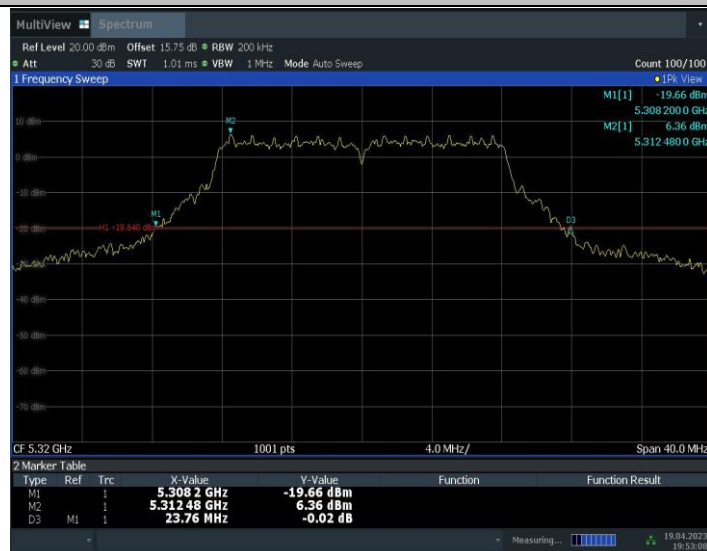 MultiView Spectrum
Ref Level 20.00 dBm Offset 15.75 dB RBW 200 kHz
Att 30 dB SWT 1.01 ms VBW 1 MHz Mode Auto Sweep Count 100/100
1 Frequency Sweep 1Pk View
M1[1] -19.66 dBm
5.308 200 0 GHz
M2[1] 6.36 dBm
5.312 480 0 GHz
10 dBm
M2
0 dBm
-10 dBm
M1
-20 dBm H1 -19.640 dBm D3
-30 dBm
-40 dBm
-50 dBm
-60 dBm
-70 dBm
CF 5.32 GHz 1001 pts 4.0 MHz/ Span 40.0 MHz
2 Marker Table
Type Ref Trc X-Value Y-Value Function Function Result
M1 1 5.308 2 GHz -19.66 dBm
M2 1 5.312 48 GHz 6.36 dBm
D3 M1 1 23.76 MHz -0.02 dB
Measuring... 19.04.2023
19:53:08